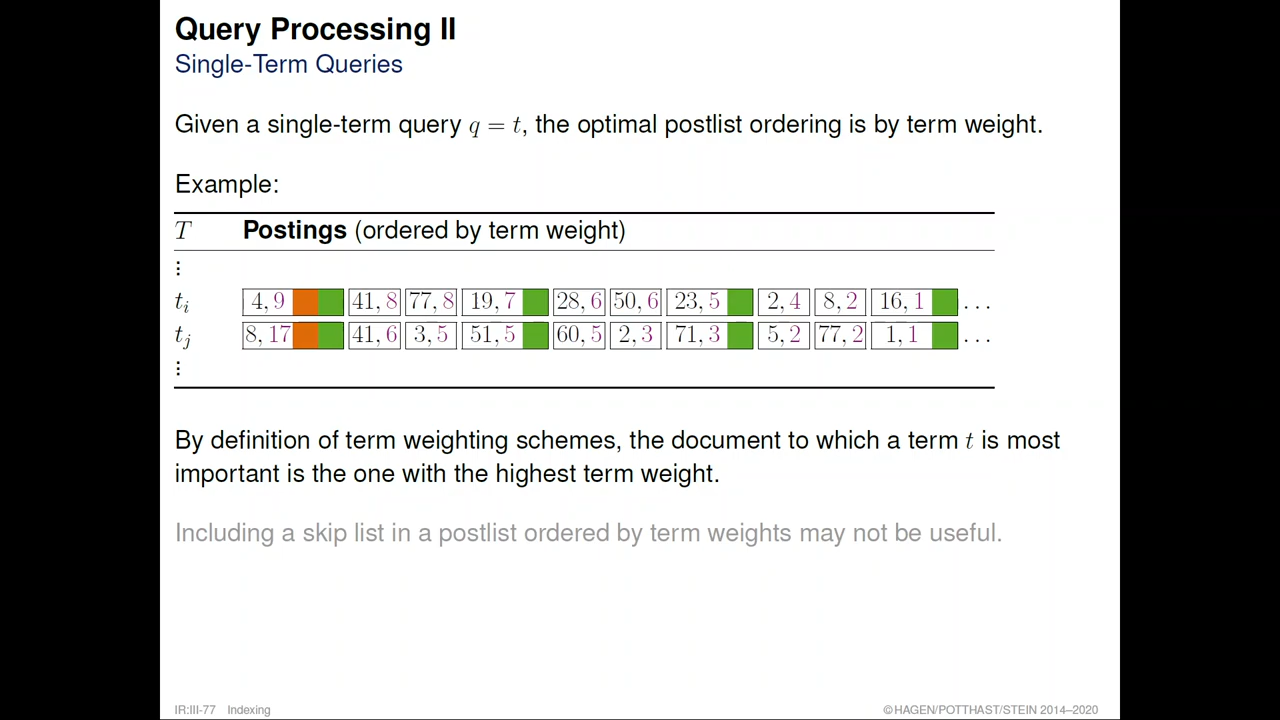 Query Processing II
Single-Term Queries
Given a single-term query q = t, the optimal postlist ordering is by term weight.
Example:
T Postings (ordered by term weight)
⋮
tᵢ 4, 9 41, 8 77, 8 19, 7 28, 6 50, 6 23, 5 2, 4 8, 2 16, 1 ...
tⱼ 8, 17 41, 6 3, 5 51, 5 60, 5 2, 3 71, 3 5, 2 77, 2 1, 1 ...
⋮
By definition of term weighting schemes, the document to which a term t is most
important is the one with the highest term weight.
Including a skip list in a postlist ordered by term weights may not be useful.
IR:III-77 Indexing ©HAGEN/POTTHAST/STEIN 2014–2020